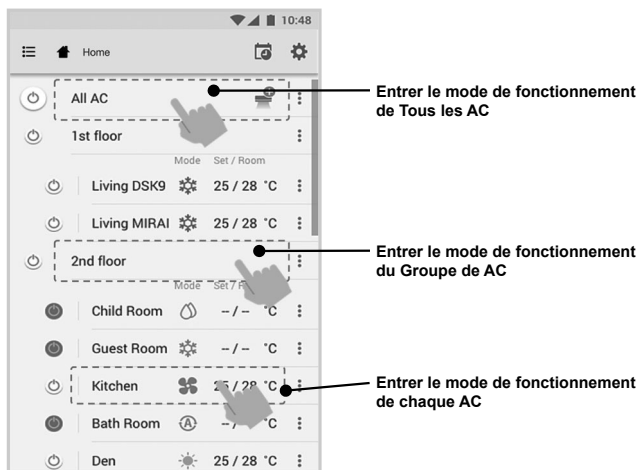 10:48
Home
All AC
1st floor
Mode Set / Room
Living DSK9 25 / 28 °C
Living MIRAI 25 / 28 °C
2nd floor
Mode Set /
Child Room -- / -- °C
Guest Room -- / -- °C
Kitchen 25 / 28 °C
Bath Room A -- / °C
Den 25 / 28 °C
Entrer le mode de fonctionnement
de Tous les AC
Entrer le mode de fonctionnement
du Groupe de AC
Entrer le mode de fonctionnement
de chaque AC